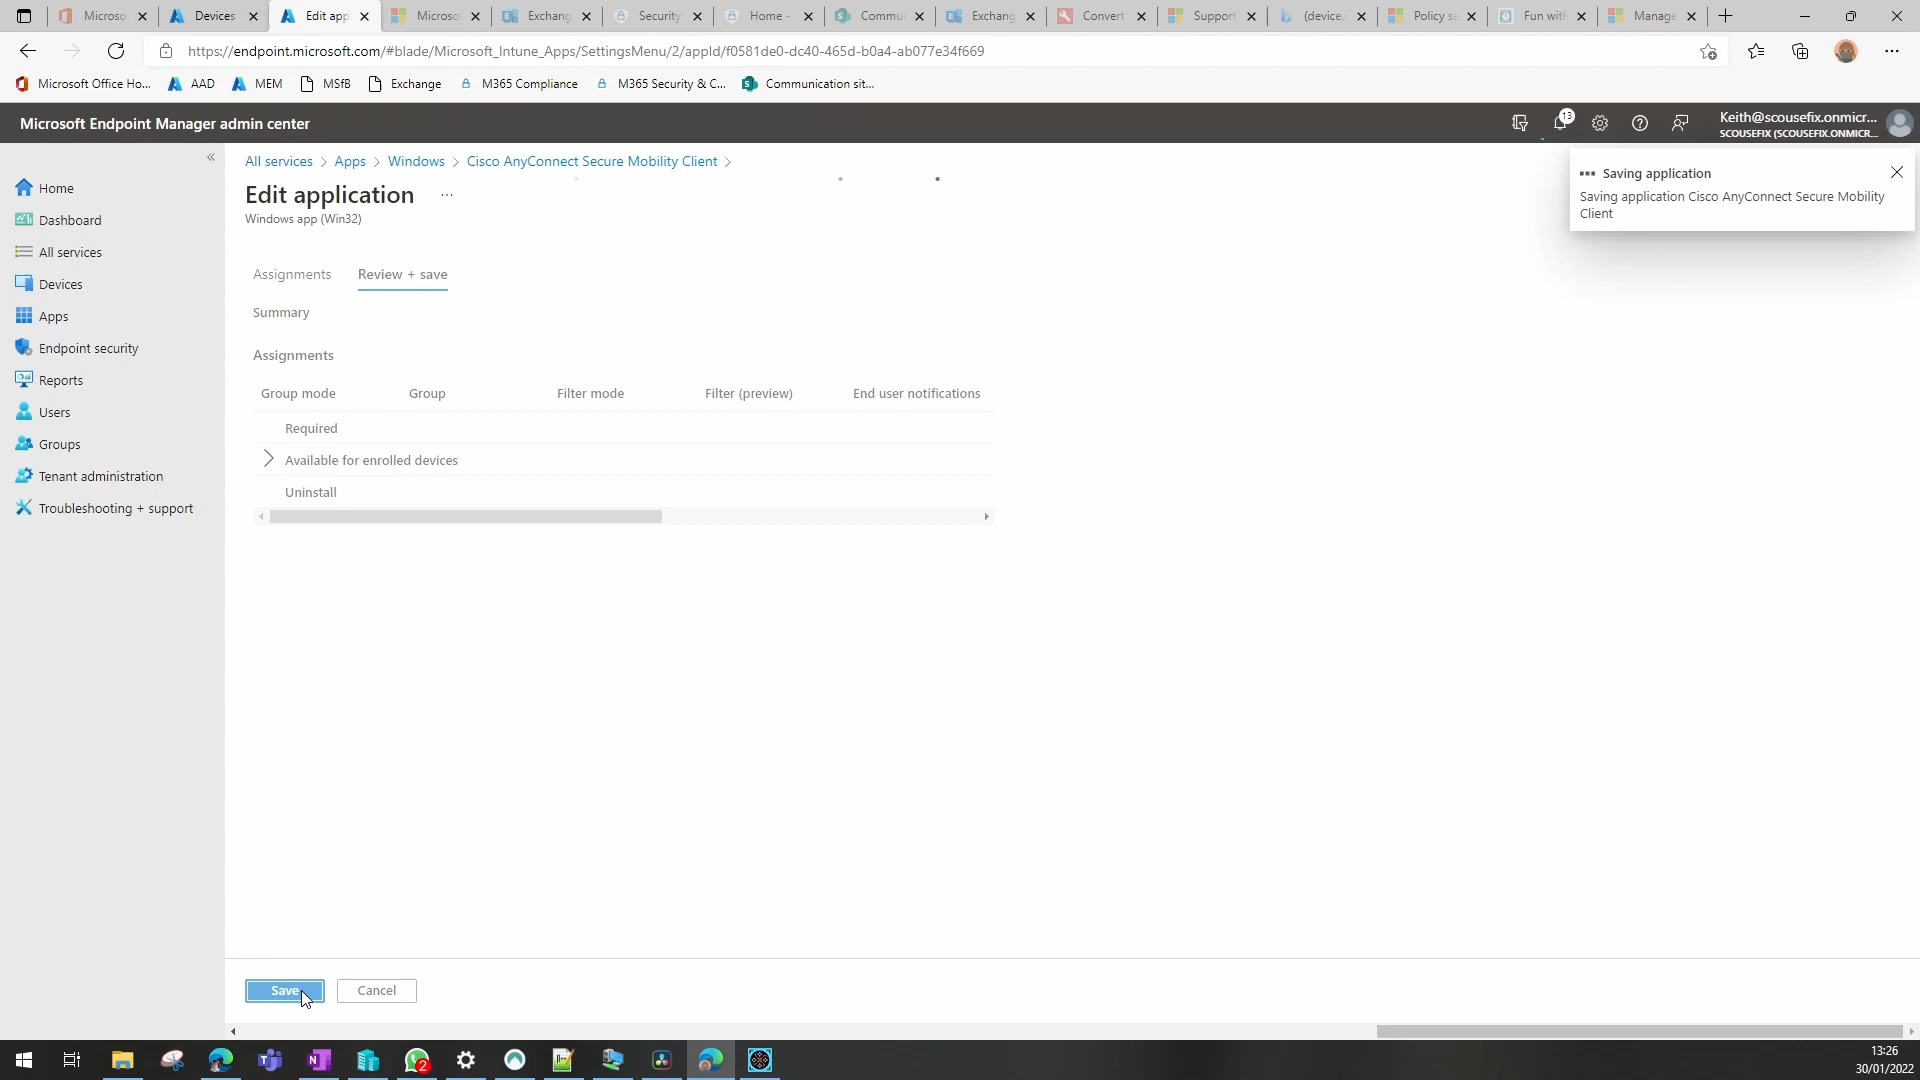 Microso
Devices
Edit app
Microso
Exchang
Security
Home -
Commu
Exchang
Convert
Support
(device.
Policy se
Fun with
Manage
https://endpoint.microsoft.com/#blade/Microsoft_Intune_Apps/SettingsMenu/2/appId/f0581de0-dc40-465d-b0a4-ab077e34f669
Microsoft Office Ho...
AAD
MEM
MSfB
Exchange
M365 Compliance
M365 Security & C...
Communication sit...
Microsoft Endpoint Manager admin center
13
Keith@scousefix.onmicr...
SCOUSEFIX (SCOUSEFIX.ONMICR...
«
Home
Dashboard
All services
Devices
Apps
Endpoint security
Reports
Users
Groups
Tenant administration
Troubleshooting + support
All services > Apps > Windows > Cisco AnyConnect Secure Mobility Client >
Edit application ...
Windows app (Win32)
Saving application
Saving application Cisco AnyConnect Secure Mobility
Client
Assignments
Review + save
Summary
Assignments
Group mode
Group
Filter mode
Filter (preview)
End user notifications
Required
Available for enrolled devices
Uninstall
Save
Cancel
2
13:26
30/01/2022